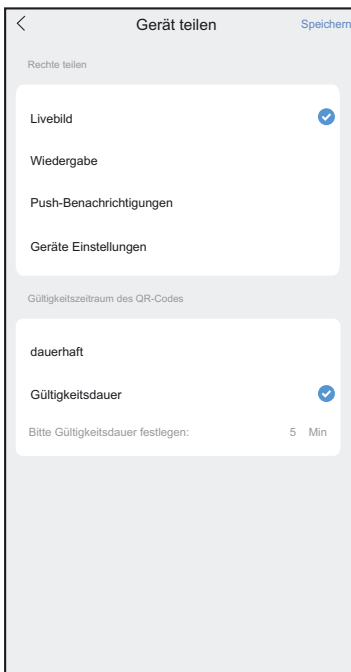 Gerät teilen Speichern
Rechte teilen
Livebild
Wiedergabe
Push-Benachrichtigungen
Geräte Einstellungen
Gültigkeitszeitraum des QR-Codes
dauerhaft
Gültigkeitsdauer
Bitte Gültigkeitsdauer festlegen: 5 Min